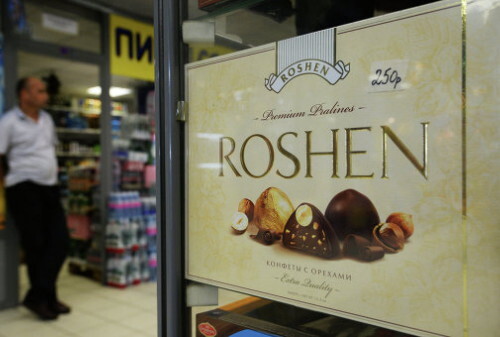 ПИ
ROSHEN
250р
Premium Pralines
ROSHEN
КОНФЕТЫ С ОРЕХАМИ
Extra Quality